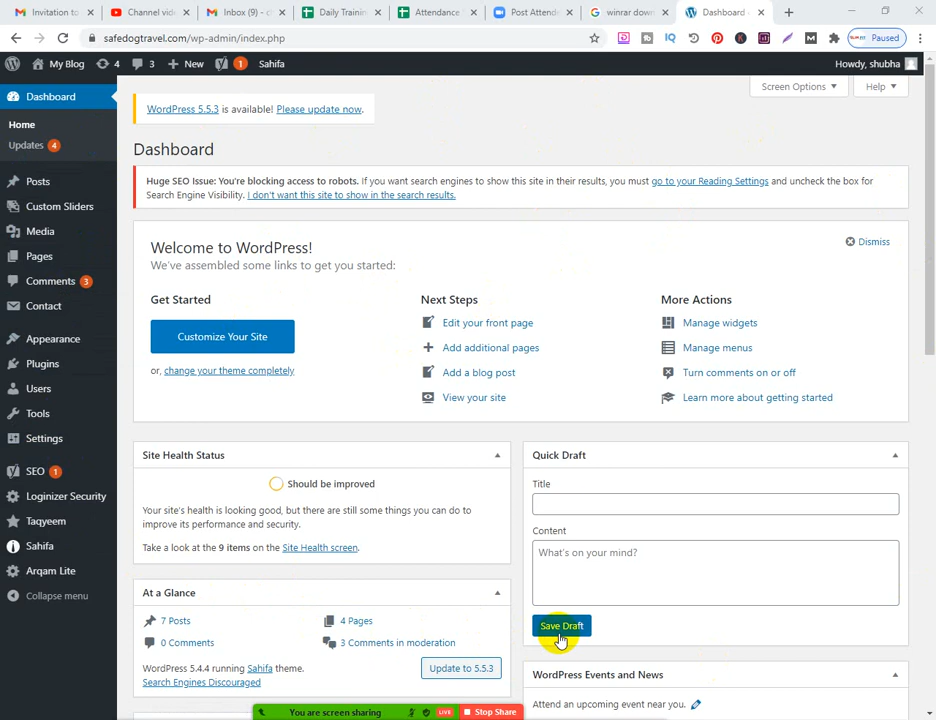 Invitation to
Channel vide
Inbox (9) - c
Daily Trainin
Attendance
Post Attend
winrar down
Dashboard
safedogtravel.com/wp-admin/index.php
Paused
My Blog
4
3
New
1
Sahifa
Howdy, shubha
Dashboard
Home
Updates 4
Posts
Custom Sliders
Media
Pages
Comments 3
Contact
Appearance
Plugins
Users
Tools
Settings
SEO 1
Loginizer Security
Taqyeem
Sahifa
Arqam Lite
Collapse menu
Screen Options
Help
WordPress 5.5.3 is available! Please update now.
Dashboard
Huge SEO Issue: You're blocking access to robots. If you want search engines to show this site in their results, you must go to your Reading Settings and uncheck the box for
Search Engine Visibility. I don't want this site to show in the search results.
Welcome to WordPress!
Dismiss
We've assembled some links to get you started:
Get Started
Customize Your Site
or, change your theme completely
Next Steps
Edit your front page
Add additional pages
Add a blog post
View your site
More Actions
Manage widgets
Manage menus
Turn comments on or off
Learn more about getting started
Site Health Status
Should be improved
Your site's health is looking good, but there are still some things you can do to
improve its performance and security.
Take a look at the 9 items on the Site Health screen.
At a Glance
7 Posts
4 Pages
0 Comments
3 Comments in moderation
WordPress 5.4.4 running Sahifa theme.
Update to 5.5.3
Search Engines Discouraged
Quick Draft
Title
Content
What's on your mind?
Save Draft
WordPress Events and News
Attend an upcoming event near you.
You are screen sharing
LIVE
Stop Share